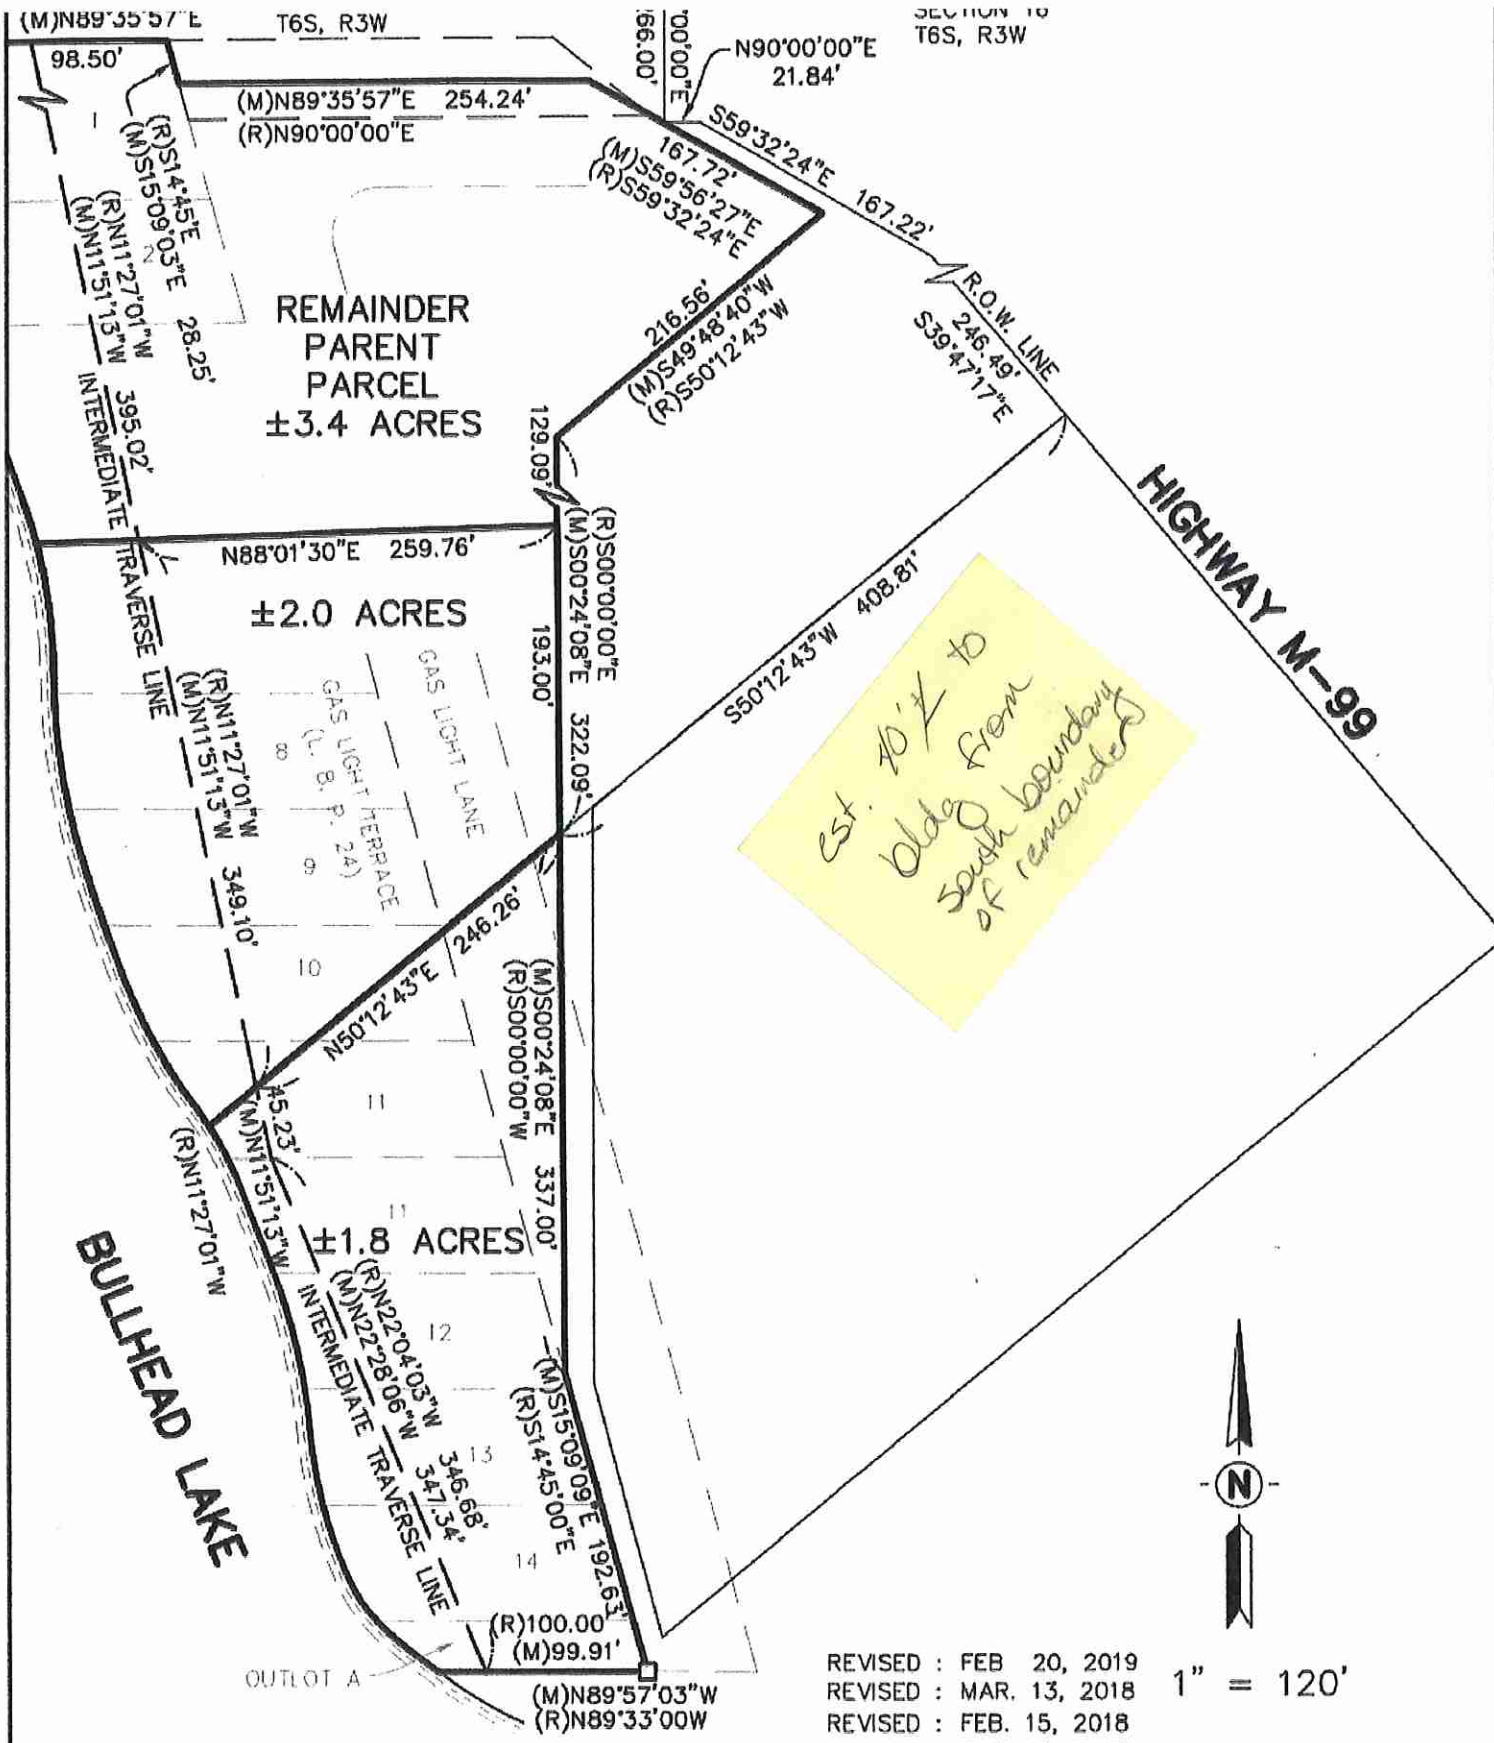 (M)N89°35'57"E
98.50'
T6S, R3W
66.00'
00'00"E
N90°00'00"E
21.84'
SECTION 16
T6S, R3W
(M)N89°35'57"E 254.24'
(R)N90°00'00"E
S59°32'24"E 167.22'
167.72'
(M)S59°56'27"E
(R)S59°32'24"E
1
(R)S14°45'E
(M)S15°09'03"E 28.25'
2
(R)N11°27'01"W
(M)N11°51'13"W 395.02'
INTERMEDIATE TRAVERSE LINE
REMAINDER
PARENT
PARCEL
±3.4 ACRES
216.56'
(M)S49°48'40"W
(R)S50°12'43"W
R.O.W. LINE
246.49'
S39°47'17"E
HIGHWAY M-99
129.09'
(R)S00°00'00"E
(M)S00°24'08"E 322.09'
193.00'
N88°01'30"E 259.76'
±2.0 ACRES
S50°12'43"W 408.81'
est. 40'± to
bldg from
south boundary
of remainder
GAS LIGHT LANE
GAS LIGHT TERRACE
(L. 8, P. 24)
8
9
(R)N11°27'01"W
(M)N11°51'13"W 349.10'
10
N50°12'43"E 246.26'
(M)S00°24'08"E 337.00'
(R)S00°00'00"W
11
45.23'
(M)N11°51'13"W
(R)N11°27'01"W
11
±1.8 ACRES
BULLHEAD LAKE
(R)N22°04'03"W 346.68'
(M)N22°28'06"W 347.34'
INTERMEDIATE TRAVERSE LINE
12
13
14
(M)S15°09'09"E 192.63'
(R)S14°45'00"E
(R)100.00'
(M)99.91'
OUTLOT A
(M)N89°57'03"W
(R)N89°33'00W
N
REVISED : FEB 20, 2019
REVISED : MAR. 13, 2018
REVISED : FEB. 15, 2018
1" = 120'